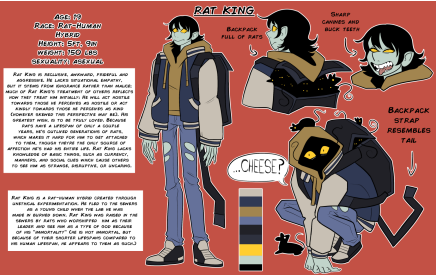 RAT KING
AGE: 19
RACE: RAT-HUMAN
HYBRID
HEIGHT: 5FT, 9IN
WEIGHT: 150 LBS
SEXUALITY: ASEXUAL
RAT KING IS RECLUSIVE, AWKWARD, PRIDEFUL AND
AGGRESSIVE. HE LACKS SITUATIONAL EMPATHY,
BUT IT STEMS FROM IGNORANCE RATHER THAN MALICE.
MUCH OF RAT KING'S TREATMENT OF OTHERS REFLECTS
HOW THEY TREAT HIM INITIALLY; HE WILL ACT HOSTILE
TOWARDS THOSE HE PERCEIVES AS HOSTILE OR ACT
KINDLY TOWARDS THOSE HE PERCEIVES AS KIND
(HOWEVER SKEWED THIS PERSPECTIVE MAY BE). HIS
GREATEST WISH, IS TO BE TRULY LOVED. BECAUSE
RATS HAVE A LIFESPAN OF ONLY A COUPLE
YEARS, HE'S OUTLIVED GENERATIONS OF RATS,
WHICH MAKES IT HARD FOR HIM TO GET ATTACHED
TO THEM, THOUGH THEY'RE THE ONLY SOURCE OF
AFFECTION HE'S HAD HIS ENTIRE LIFE. RAT KING LACKS
KNOWLEDGE OF BASIC THINGS, SUCH AS CURRENCY,
MANNERS, AND SOCIAL CUES WHICH CAUSE OTHERS
TO SEE HIM AS STRANGE, DISRUPTIVE, OR UNCARING.
RAT KING IS A RAT-HUMAN HYBRID CREATED THROUGH
UNETHICAL EXPERIMENTATION. HE FLED TO THE SEWERS
AS A YOUNG CHILD WHEN THE LAB HE WAS
MADE IN BURNED DOWN. RAT KING WAS RAISED IN THE
SEWERS BY RATS WHO WORSHIPPED HIM AS THEIR
LEADER AND SEE HIM AS A TYPE OF GOD BECAUSE
OF HIS "IMMORTALITY" (HE IS NOT IMMORTAL, BUT
BECAUSE OF THEIR SHORTER LIFESPANS COMPARED TO
HIS HUMAN LIFESPAN, HE APPEARS TO THEM AS SUCH.)
BACKPACK
FULL OF RATS
SHARP
CANINES AND
BUCK TEETH
BACKPACK
STRAP
RESEMBLES
TAIL
...CHEESE?